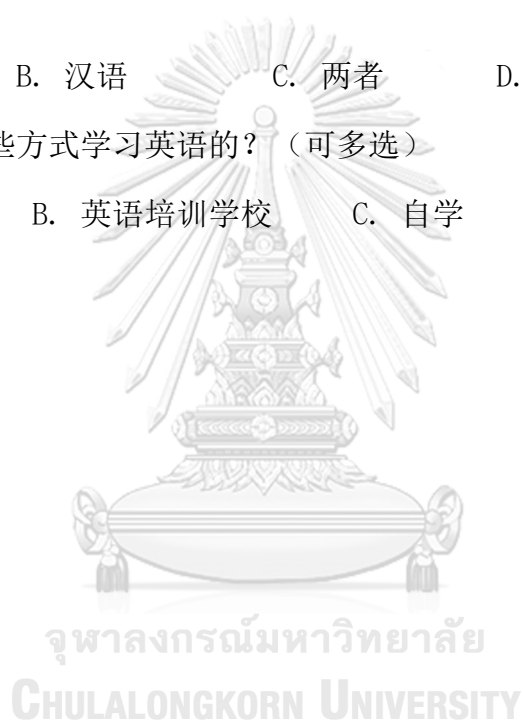 B. 汉语 C. 两者 D.
些方式学习英语的？（可多选）
B. 英语培训学校 C. 自学
จุฬาลงกรณ์มหาวิทยาลัย
CHULALONGKORN UNIVERSITY